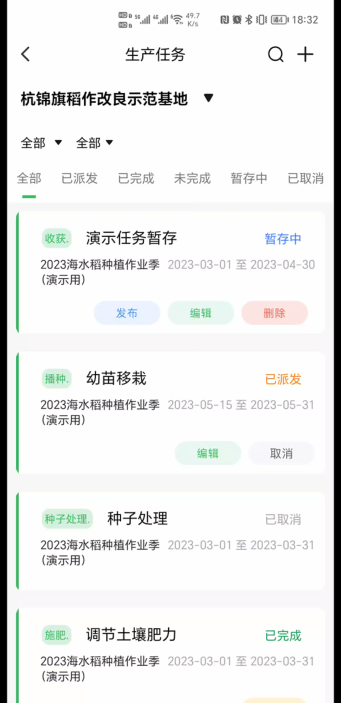 49.7
K/s
18:32
生产任务
杭锦旗稻作改良示范基地
全部 全部
全部 已派发 已完成 未完成 暂存中 已取消
收获. 演示任务暂存 暂存中
2023海水稻种植作业季 2023-03-01 至 2023-04-30
(演示用)
发布 编辑 删除
播种. 幼苗移栽 已派发
2023海水稻种植作业季 2023-05-15 至 2023-05-31
(演示用)
编辑 取消
种子处理. 种子处理 已取消
2023海水稻种植作业季 2023-03-01 至 2023-03-31
(演示用)
施肥. 调节土壤肥力 已完成
2023海水稻种植作业季 2023-03-01 至 2023-03-31
(演示用)